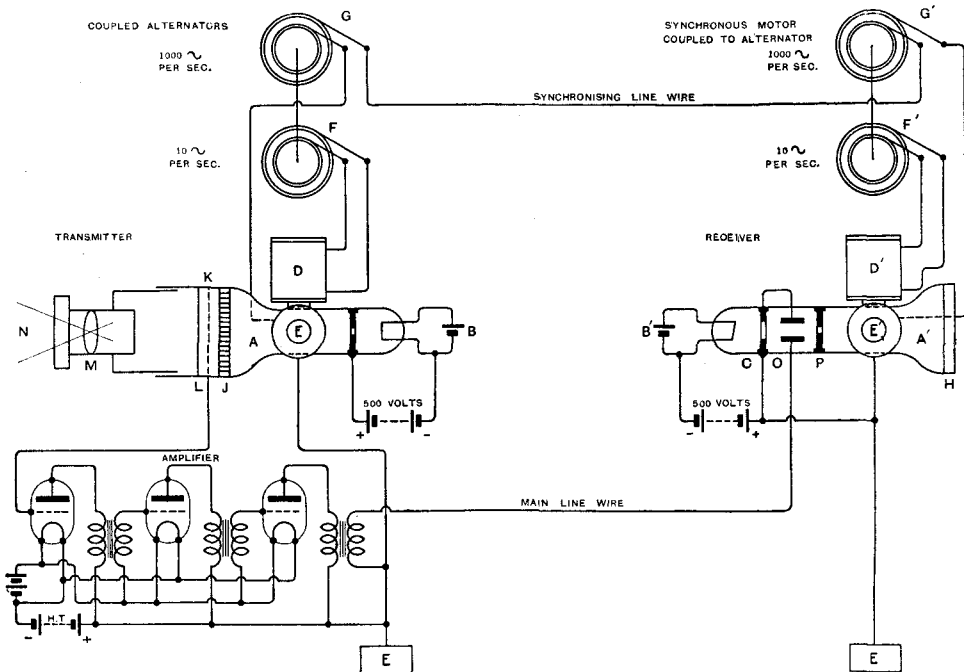 COUPLED ALTERNATORS
G
1000 ~
PER SEC.
SYNCHRONOUS MOTOR
COUPLED TO ALTERNATOR
G′
1000 ~
PER SEC.
SYNCHRONISING LINE WIRE
F
10 ~
PER SEC.
F′
10 ~
PER SEC.
TRANSMITTER
RECEIVER
K
D
D′
N
M
A
E
B
L
J
B′
C
O
P
E′
A′
H
500 VOLTS
+
-
500 VOLTS
-
+
AMPLIFIER
MAIN LINE WIRE
-
H.T
+
E
E